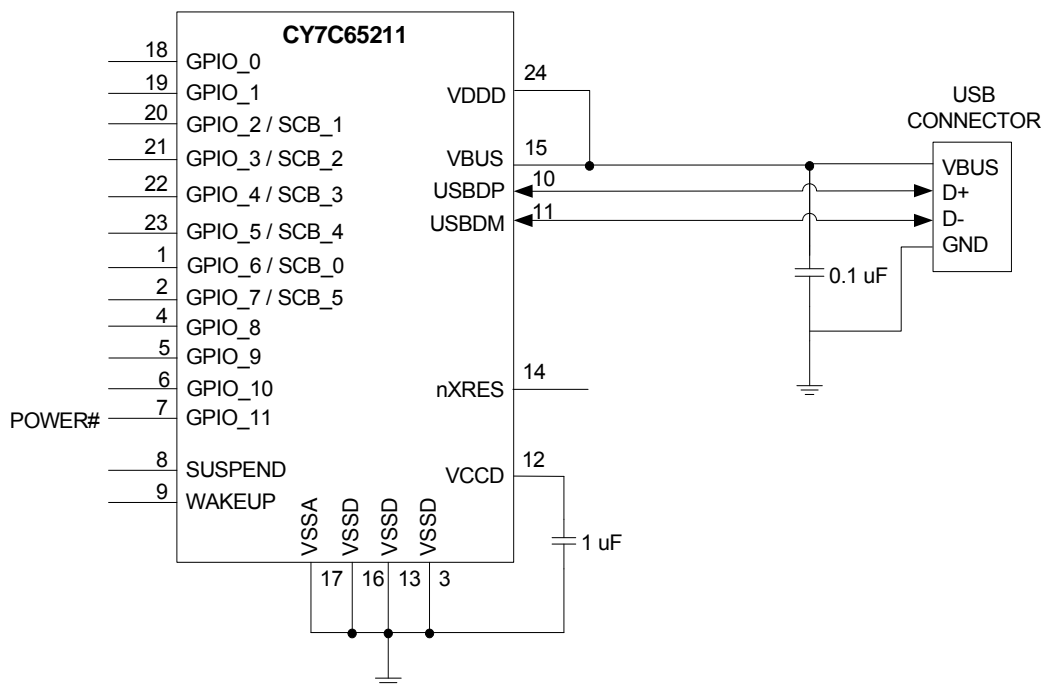 CY7C65211
18 GPIO_0
19 GPIO_1
20 GPIO_2 / SCB_1
21 GPIO_3 / SCB_2
22 GPIO_4 / SCB_3
23 GPIO_5 / SCB_4
1 GPIO_6 / SCB_0
2 GPIO_7 / SCB_5
4 GPIO_8
5 GPIO_9
6 GPIO_10
POWER# 7 GPIO_11
8 SUSPEND
9 WAKEUP
VDDD 24
VBUS 15
USBDP 10
USBDM 11
nXRES 14
VCCD 12
VSSA
VSSD
VSSD
VSSD
17 16 13 3
1 uF
0.1 uF
USB
CONNECTOR
VBUS
D+
D-
GND